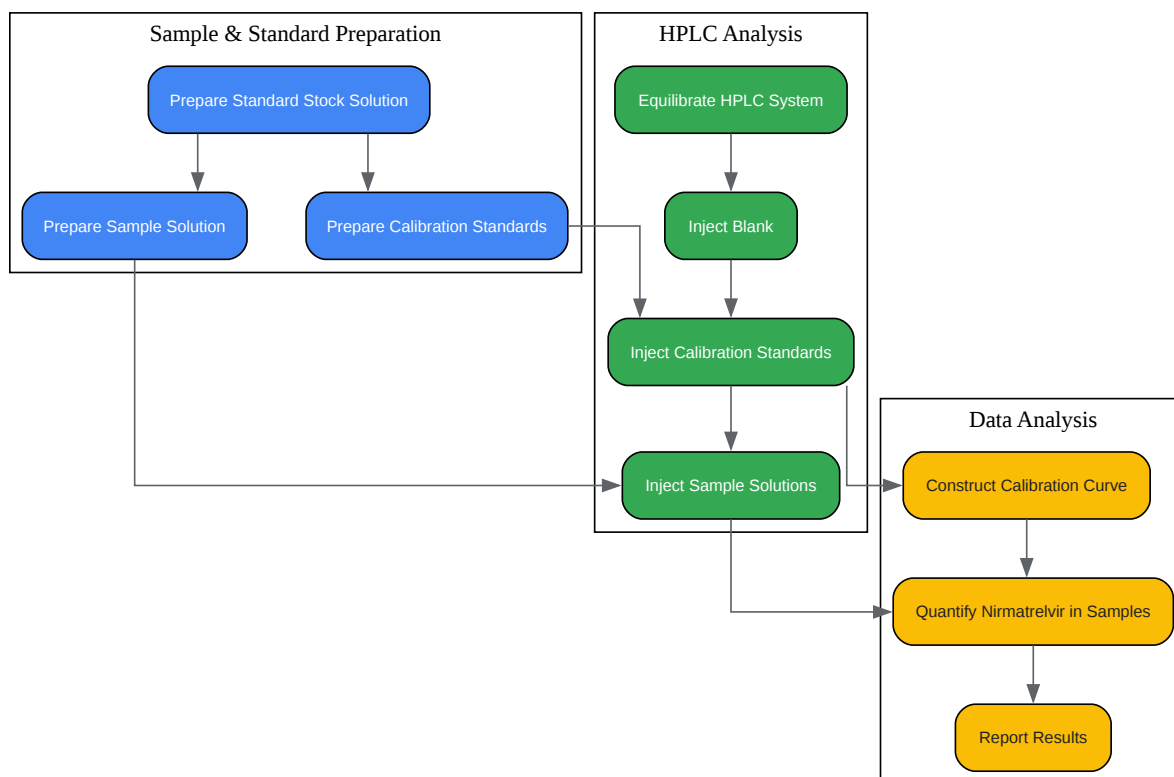 Sample & Standard Preparation
Prepare Standard Stock Solution
Prepare Sample Solution
Prepare Calibration Standards
HPLC Analysis
Equilibrate HPLC System
Inject Blank
Inject Calibration Standards
Inject Sample Solutions
Data Analysis
Construct Calibration Curve
Quantify Nirmatrelvir in Samples
Report Results